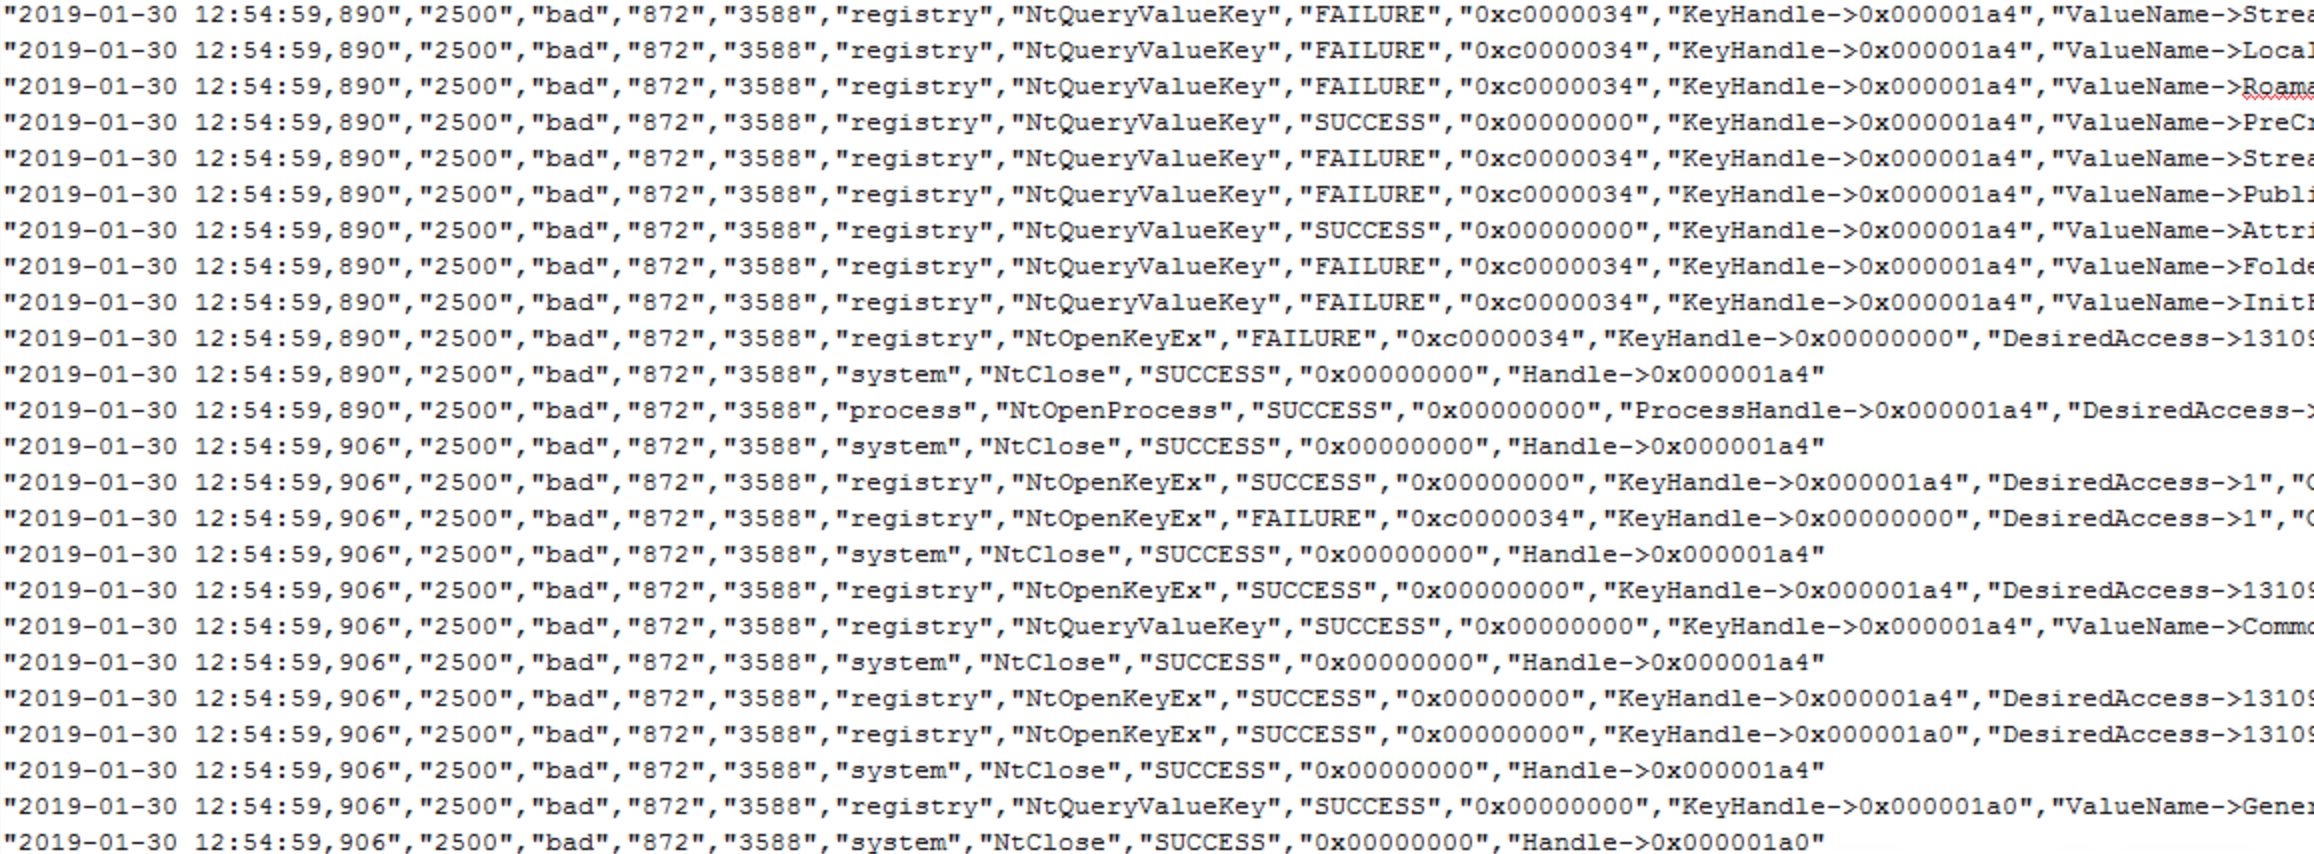 "2019-01-30 12:54:59,890","2500","bad","872","3588","registry","NtQueryValueKey","FAILURE","0xc0000034","KeyHandle->0x000001a4","ValueName->Strea
"2019-01-30 12:54:59,890","2500","bad","872","3588","registry","NtQueryValueKey","FAILURE","0xc0000034","KeyHandle->0x000001a4","ValueName->Local
"2019-01-30 12:54:59,890","2500","bad","872","3588","registry","NtQueryValueKey","FAILURE","0xc0000034","KeyHandle->0x000001a4","ValueName->Roama
"2019-01-30 12:54:59,890","2500","bad","872","3588","registry","NtQueryValueKey","SUCCESS","0x00000000","KeyHandle->0x000001a4","ValueName->PreCr
"2019-01-30 12:54:59,890","2500","bad","872","3588","registry","NtQueryValueKey","FAILURE","0xc0000034","KeyHandle->0x000001a4","ValueName->Strea
"2019-01-30 12:54:59,890","2500","bad","872","3588","registry","NtQueryValueKey","FAILURE","0xc0000034","KeyHandle->0x000001a4","ValueName->Publi
"2019-01-30 12:54:59,890","2500","bad","872","3588","registry","NtQueryValueKey","SUCCESS","0x00000000","KeyHandle->0x000001a4","ValueName->Attri
"2019-01-30 12:54:59,890","2500","bad","872","3588","registry","NtQueryValueKey","FAILURE","0xc0000034","KeyHandle->0x000001a4","ValueName->Folde
"2019-01-30 12:54:59,890","2500","bad","872","3588","registry","NtQueryValueKey","FAILURE","0xc0000034","KeyHandle->0x000001a4","ValueName->InitF
"2019-01-30 12:54:59,890","2500","bad","872","3588","registry","NtOpenKeyEx","FAILURE","0xc0000034","KeyHandle->0x00000000","DesiredAccess->13109
"2019-01-30 12:54:59,890","2500","bad","872","3588","system","NtClose","SUCCESS","0x00000000","Handle->0x000001a4"
"2019-01-30 12:54:59,890","2500","bad","872","3588","process","NtOpenProcess","SUCCESS","0x00000000","ProcessHandle->0x000001a4","DesiredAccess->
"2019-01-30 12:54:59,906","2500","bad","872","3588","system","NtClose","SUCCESS","0x00000000","Handle->0x000001a4"
"2019-01-30 12:54:59,906","2500","bad","872","3588","registry","NtOpenKeyEx","SUCCESS","0x00000000","KeyHandle->0x000001a4","DesiredAccess->1","O
"2019-01-30 12:54:59,906","2500","bad","872","3588","registry","NtOpenKeyEx","FAILURE","0xc0000034","KeyHandle->0x00000000","DesiredAccess->1","O
"2019-01-30 12:54:59,906","2500","bad","872","3588","system","NtClose","SUCCESS","0x00000000","Handle->0x000001a4"
"2019-01-30 12:54:59,906","2500","bad","872","3588","registry","NtOpenKeyEx","SUCCESS","0x00000000","KeyHandle->0x000001a4","DesiredAccess->13109
"2019-01-30 12:54:59,906","2500","bad","872","3588","registry","NtQueryValueKey","SUCCESS","0x00000000","KeyHandle->0x000001a4","ValueName->Commo
"2019-01-30 12:54:59,906","2500","bad","872","3588","system","NtClose","SUCCESS","0x00000000","Handle->0x000001a4"
"2019-01-30 12:54:59,906","2500","bad","872","3588","registry","NtOpenKeyEx","SUCCESS","0x00000000","KeyHandle->0x000001a4","DesiredAccess->13109
"2019-01-30 12:54:59,906","2500","bad","872","3588","registry","NtOpenKeyEx","SUCCESS","0x00000000","KeyHandle->0x000001a0","DesiredAccess->13109
"2019-01-30 12:54:59,906","2500","bad","872","3588","system","NtClose","SUCCESS","0x00000000","Handle->0x000001a4"
"2019-01-30 12:54:59,906","2500","bad","872","3588","registry","NtQueryValueKey","SUCCESS","0x00000000","KeyHandle->0x000001a0","ValueName->Gener
"2019-01-30 12:54:59,906","2500","bad","872","3588","system","NtClose","SUCCESS","0x00000000","Handle->0x000001a0"